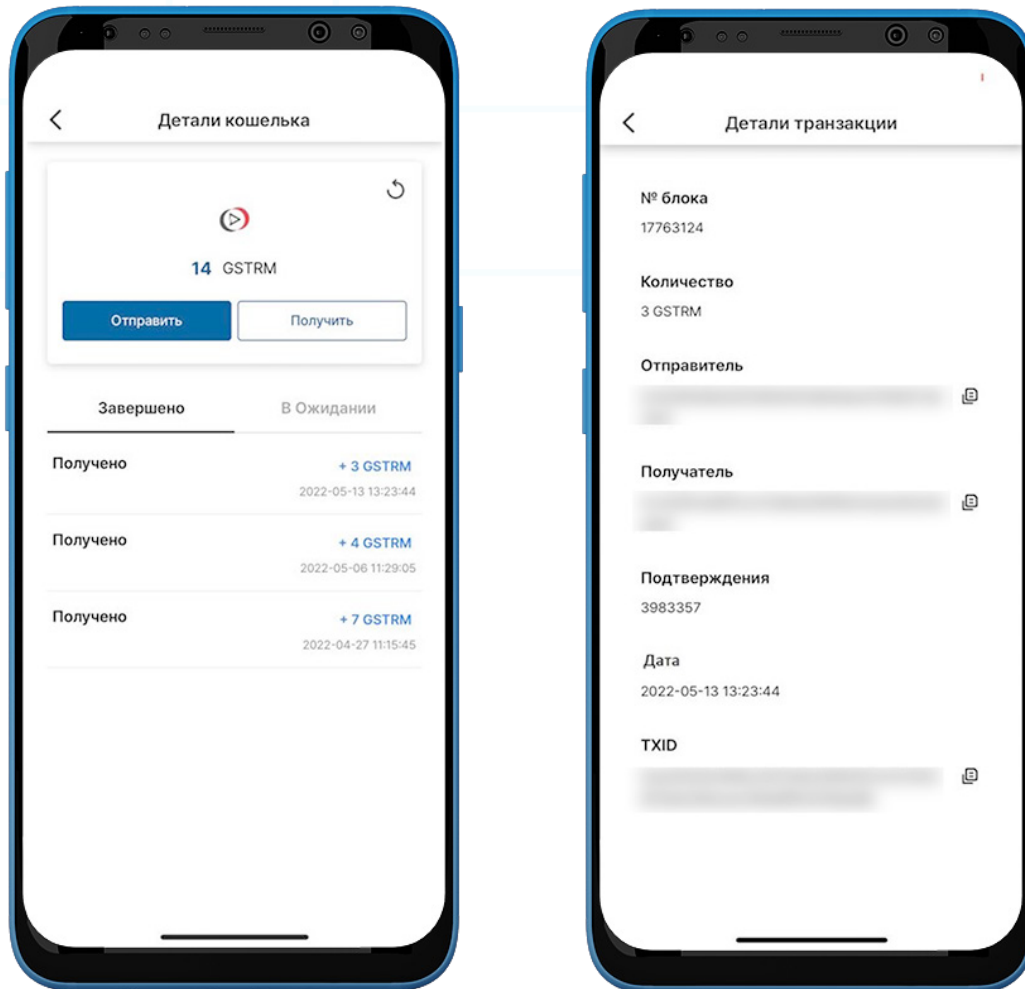 Детали кошелька
14 GSTRM
Отправить
Получить
Завершено
В Ожидании
Получено
+ 3 GSTRM
2022-05-13 13:23:44
Получено
+ 4 GSTRM
2022-05-06 11:29:05
Получено
+ 7 GSTRM
2022-04-27 11:15:45
Детали транзакции
№ блока
17763124
Количество
3 GSTRM
Отправитель
Получатель
Подтверждения
3983357
Дата
2022-05-13 13:23:44
TXID